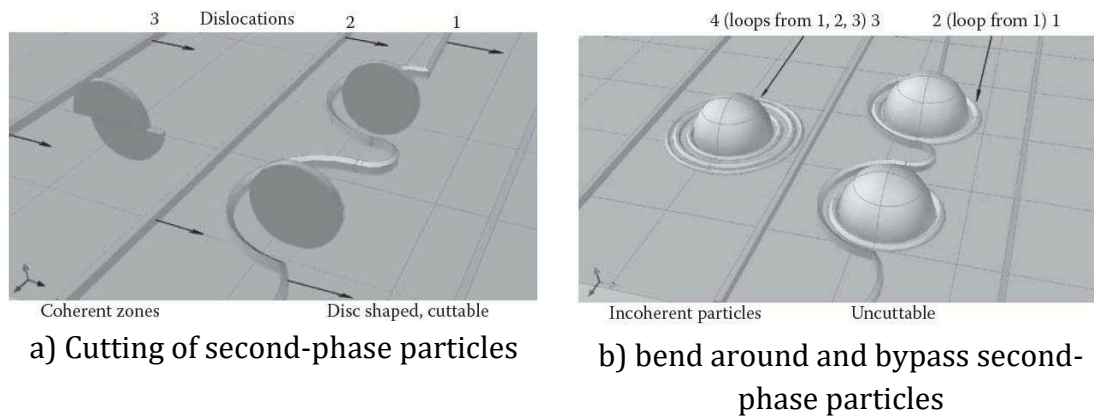 3 Dislocations 2 1
Coherent zones Disc shaped, cuttable
a) Cutting of second-phase particles
4 (loops from 1, 2, 3) 3 2 (loop from 1) 1
Incoherent particles Uncuttable
b) bend around and bypass second-
phase particles